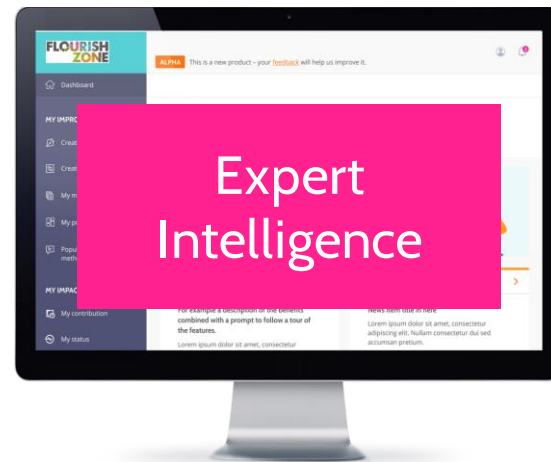 FLOURISH
ZONE
ALPHA This is a new product – your feedback will help us improve it.
Dashboard
MY IMPRO
Creat
Creat
My m
My p
Popu
meth
MY IMPAC
My contribution
My status
Expert
Intelligence
For example a description of the benefits
combined with a prompt to follow a tour of
the features.
Lorem ipsum dolor sit amet, consectetur
News item title in here
Lorem ipsum dolor sit amet, consectetur
adipiscing elit. Nullam consectetur dui sed
accumsan pretium.